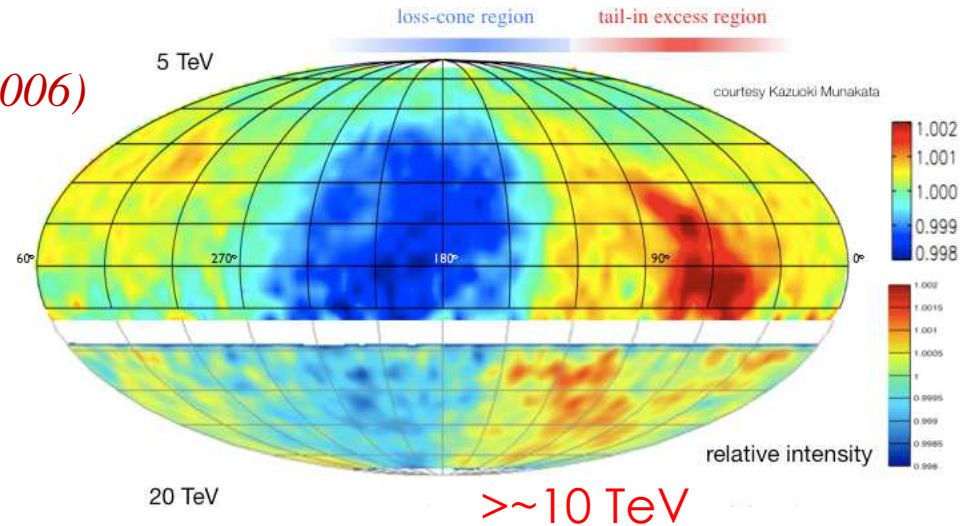 loss-cone region
tail-in excess region
5 TeV
006)
courtesy Kazuoki Munakata
1.002
1.001
1.000
0.999
0.998
60°
270°
180°
90°
0°
1.002
1.0015
1.001
1.0005
1
0.9995
0.999
0.9985
0.998
relative intensity
20 TeV
>~10 TeV